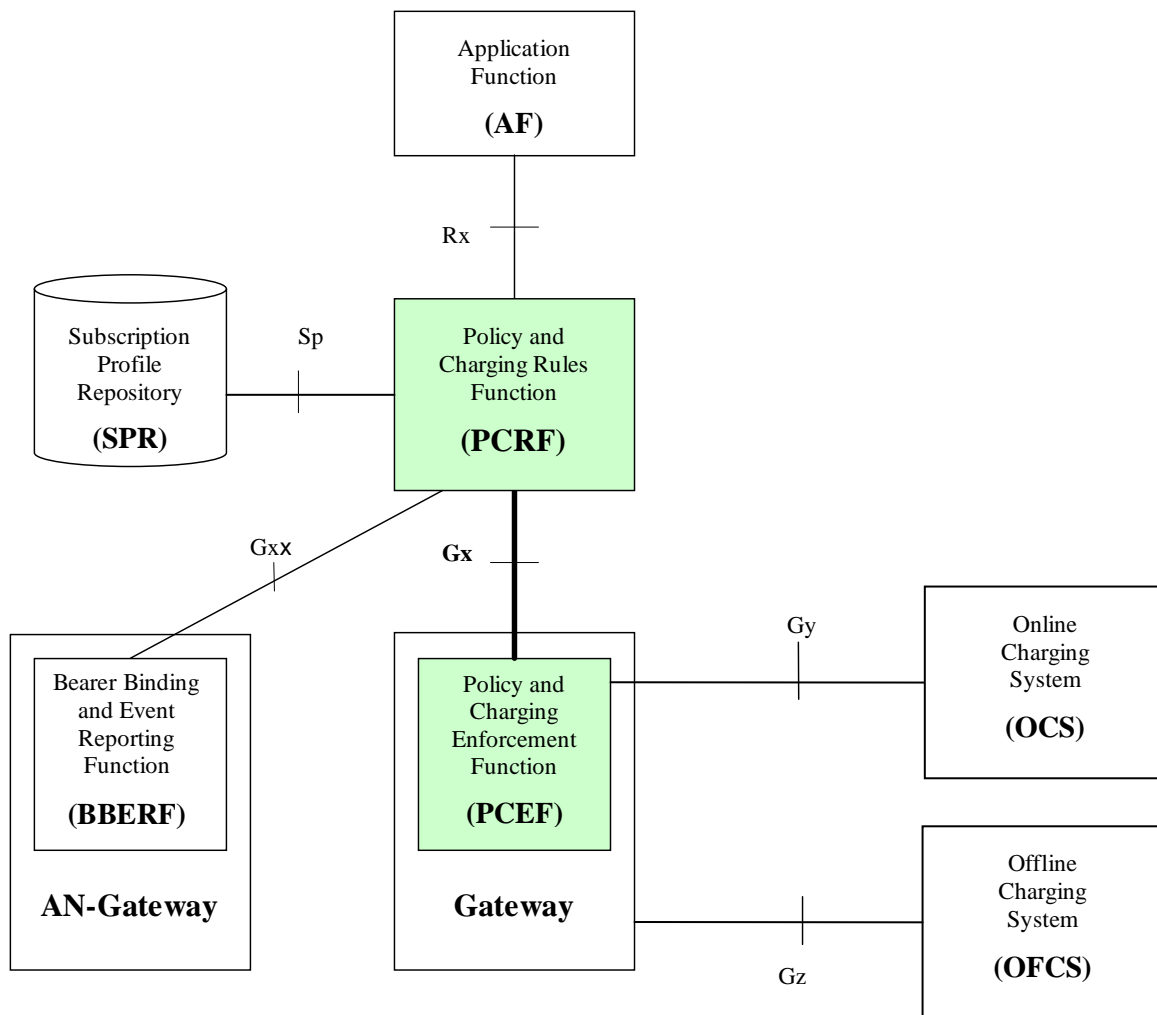 Application
Function
(AF)
Rx
Subscription
Profile
Repository
(SPR)
Sp
Policy and
Charging Rules
Function
(PCRF)
Gxx
Gx
Bearer Binding
and Event
Reporting
Function
(BBERF)
AN-Gateway
Policy and
Charging
Enforcement
Function
(PCEF)
Gateway
Gy
Online
Charging
System
(OCS)
Gz
Offline
Charging
System
(OFCS)